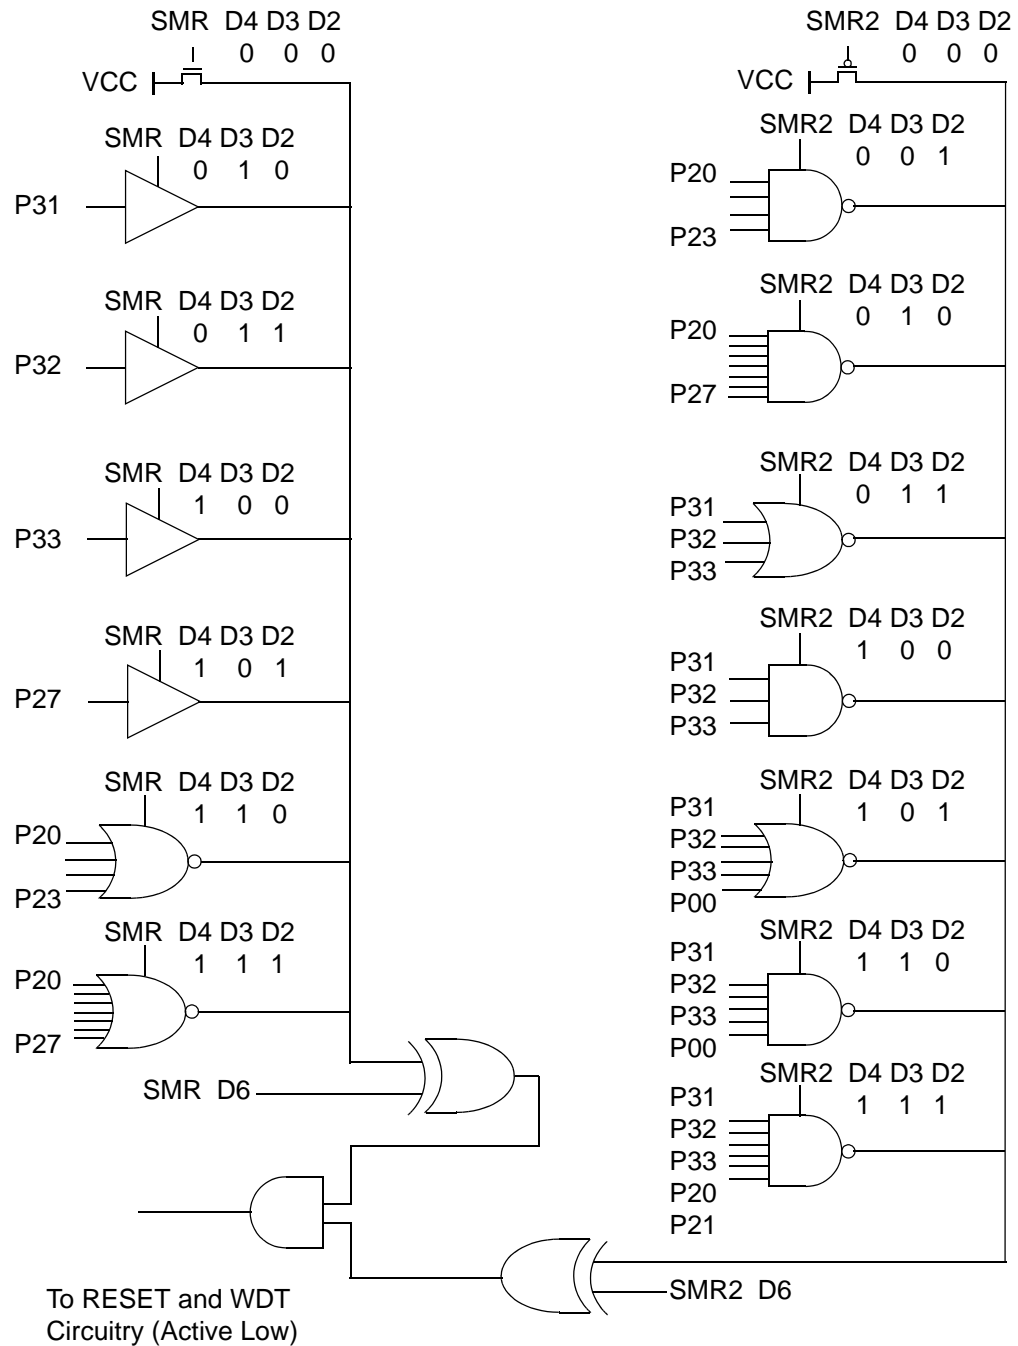 SMR D4 D3 D2
0 0 0
VCC
SMR D4 D3 D2
0 1 0
P31
SMR D4 D3 D2
0 1 1
P32
SMR D4 D3 D2
1 0 0
P33
SMR D4 D3 D2
1 0 1
P27
SMR D4 D3 D2
1 1 0
P20
P23
SMR D4 D3 D2
1 1 1
P20
P27
SMR D6
SMR2 D4 D3 D2
0 0 0
VCC
SMR2 D4 D3 D2
0 0 1
P20
P23
SMR2 D4 D3 D2
0 1 0
P20
P27
SMR2 D4 D3 D2
0 1 1
P31
P32
P33
SMR2 D4 D3 D2
1 0 0
P31
P32
P33
SMR2 D4 D3 D2
1 0 1
P31
P32
P33
P00
SMR2 D4 D3 D2
1 1 0
P31
P32
P33
P00
SMR2 D4 D3 D2
1 1 1
P31
P32
P33
P20
P21
SMR2 D6
To RESET and WDT
Circuitry (Active Low)